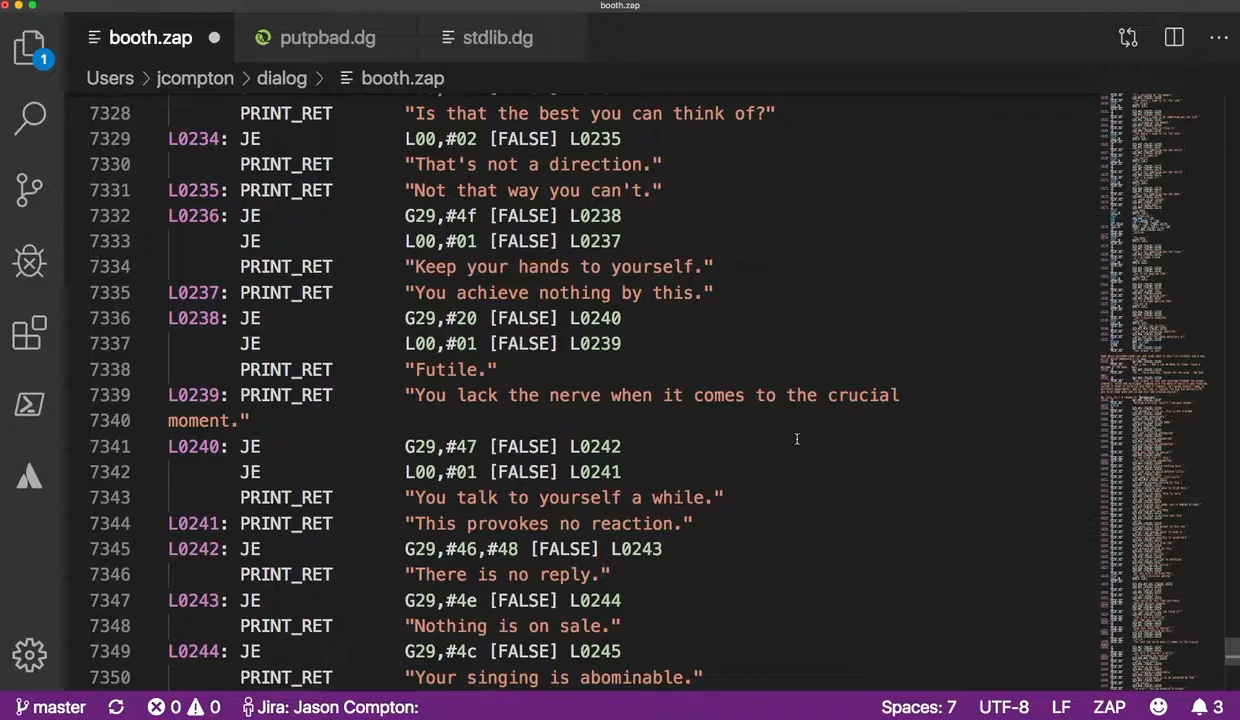 booth.zap
booth.zap putpbad.dg stdlib.dg
1
Users > jcompton > dialog > booth.zap
7328 PRINT_RET "Is that the best you can think of?"
7329 L0234: JE L00,#02 [FALSE] L0235
7330 PRINT_RET "That's not a direction."
7331 L0235: PRINT_RET "Not that way you can't."
7332 L0236: JE G29,#4f [FALSE] L0238
7333 JE L00,#01 [FALSE] L0237
7334 PRINT_RET "Keep your hands to yourself."
7335 L0237: PRINT_RET "You achieve nothing by this."
7336 L0238: JE G29,#20 [FALSE] L0240
7337 JE L00,#01 [FALSE] L0239
7338 PRINT_RET "Futile."
7339 L0239: PRINT_RET "You lack the nerve when it comes to the crucial
7340 moment."
7341 L0240: JE G29,#47 [FALSE] L0242
7342 JE L00,#01 [FALSE] L0241
7343 PRINT_RET "You talk to yourself a while."
7344 L0241: PRINT_RET "This provokes no reaction."
7345 L0242: JE G29,#46,#48 [FALSE] L0243
7346 PRINT_RET "There is no reply."
7347 L0243: JE G29,#4e [FALSE] L0244
7348 PRINT_RET "Nothing is on sale."
7349 L0244: JE G29,#4c [FALSE] L0245
7350 PRINT_RET "Your singing is abominable."
master 0 0 Jira: Jason Compton: Spaces: 7 UTF-8 LF ZAP 3